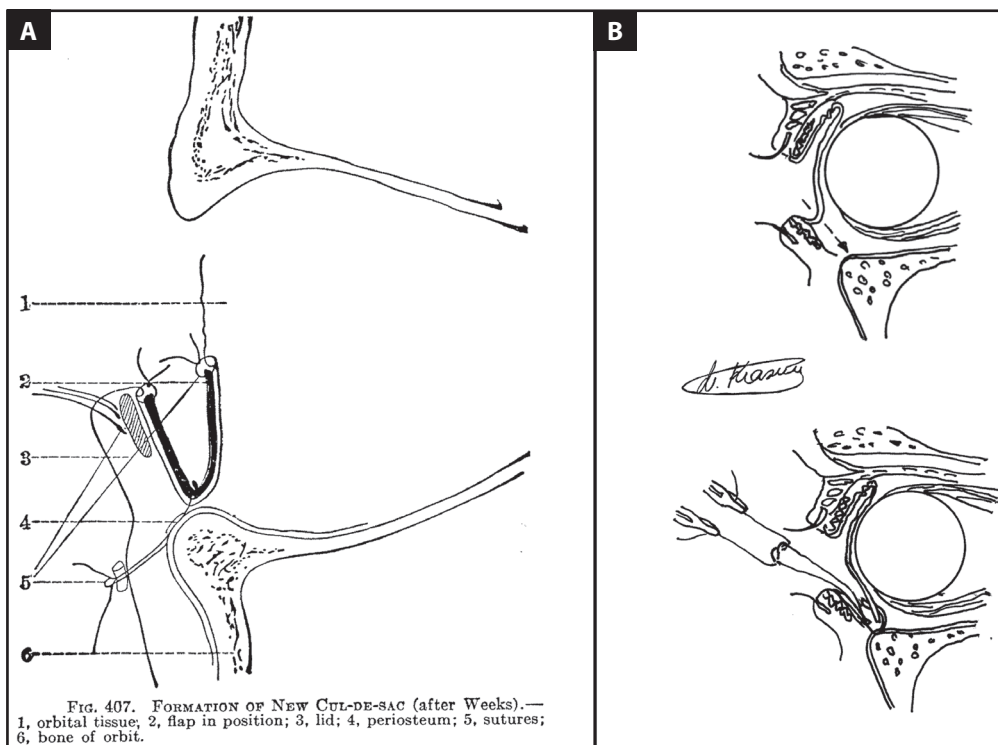 A
B
1
2
3
4
5
6
FIG. 407. FORMATION OF NEW CUL-DE-SAC (after Weeks).—
1, orbital tissue; 2, flap in position; 3, lid; 4, periosteum; 5, sutures;
6, bone of orbit.